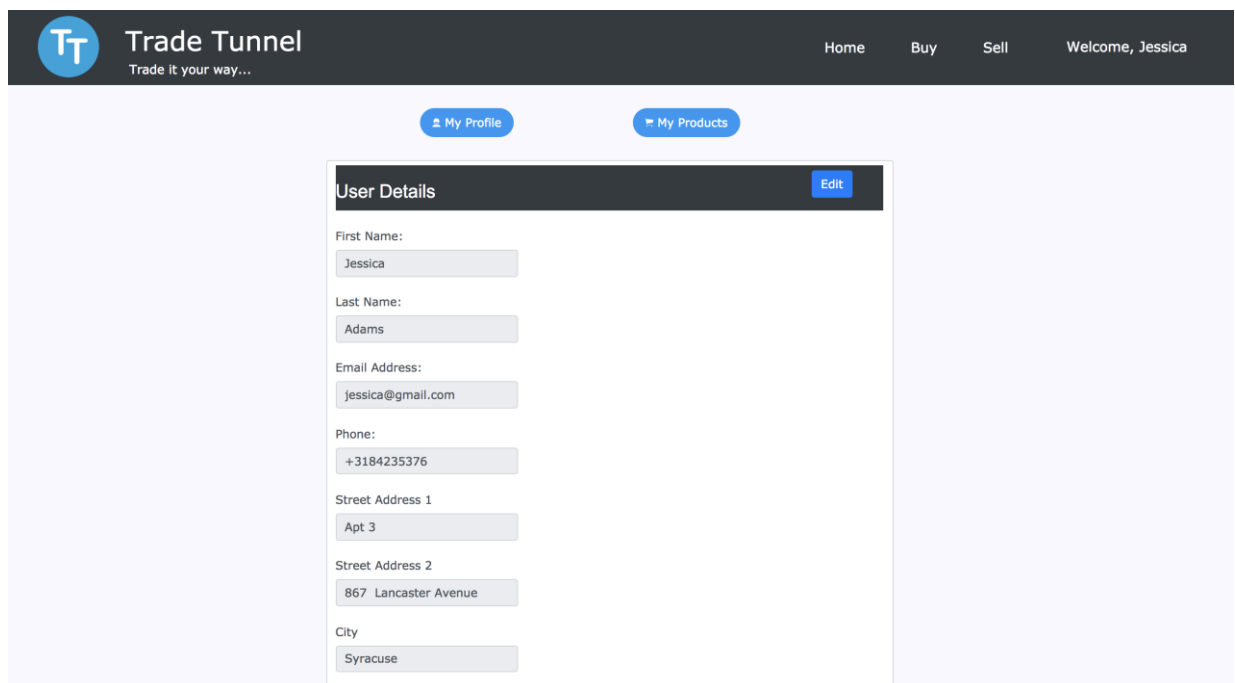 TT
Trade Tunnel
Trade it your way...
Home Buy Sell Welcome, Jessica
My Profile My Products
User Details Edit
First Name:
Jessica
Last Name:
Adams
Email Address:
jessica@gmail.com
Phone:
+3184235376
Street Address 1
Apt 3
Street Address 2
867 Lancaster Avenue
City
Syracuse